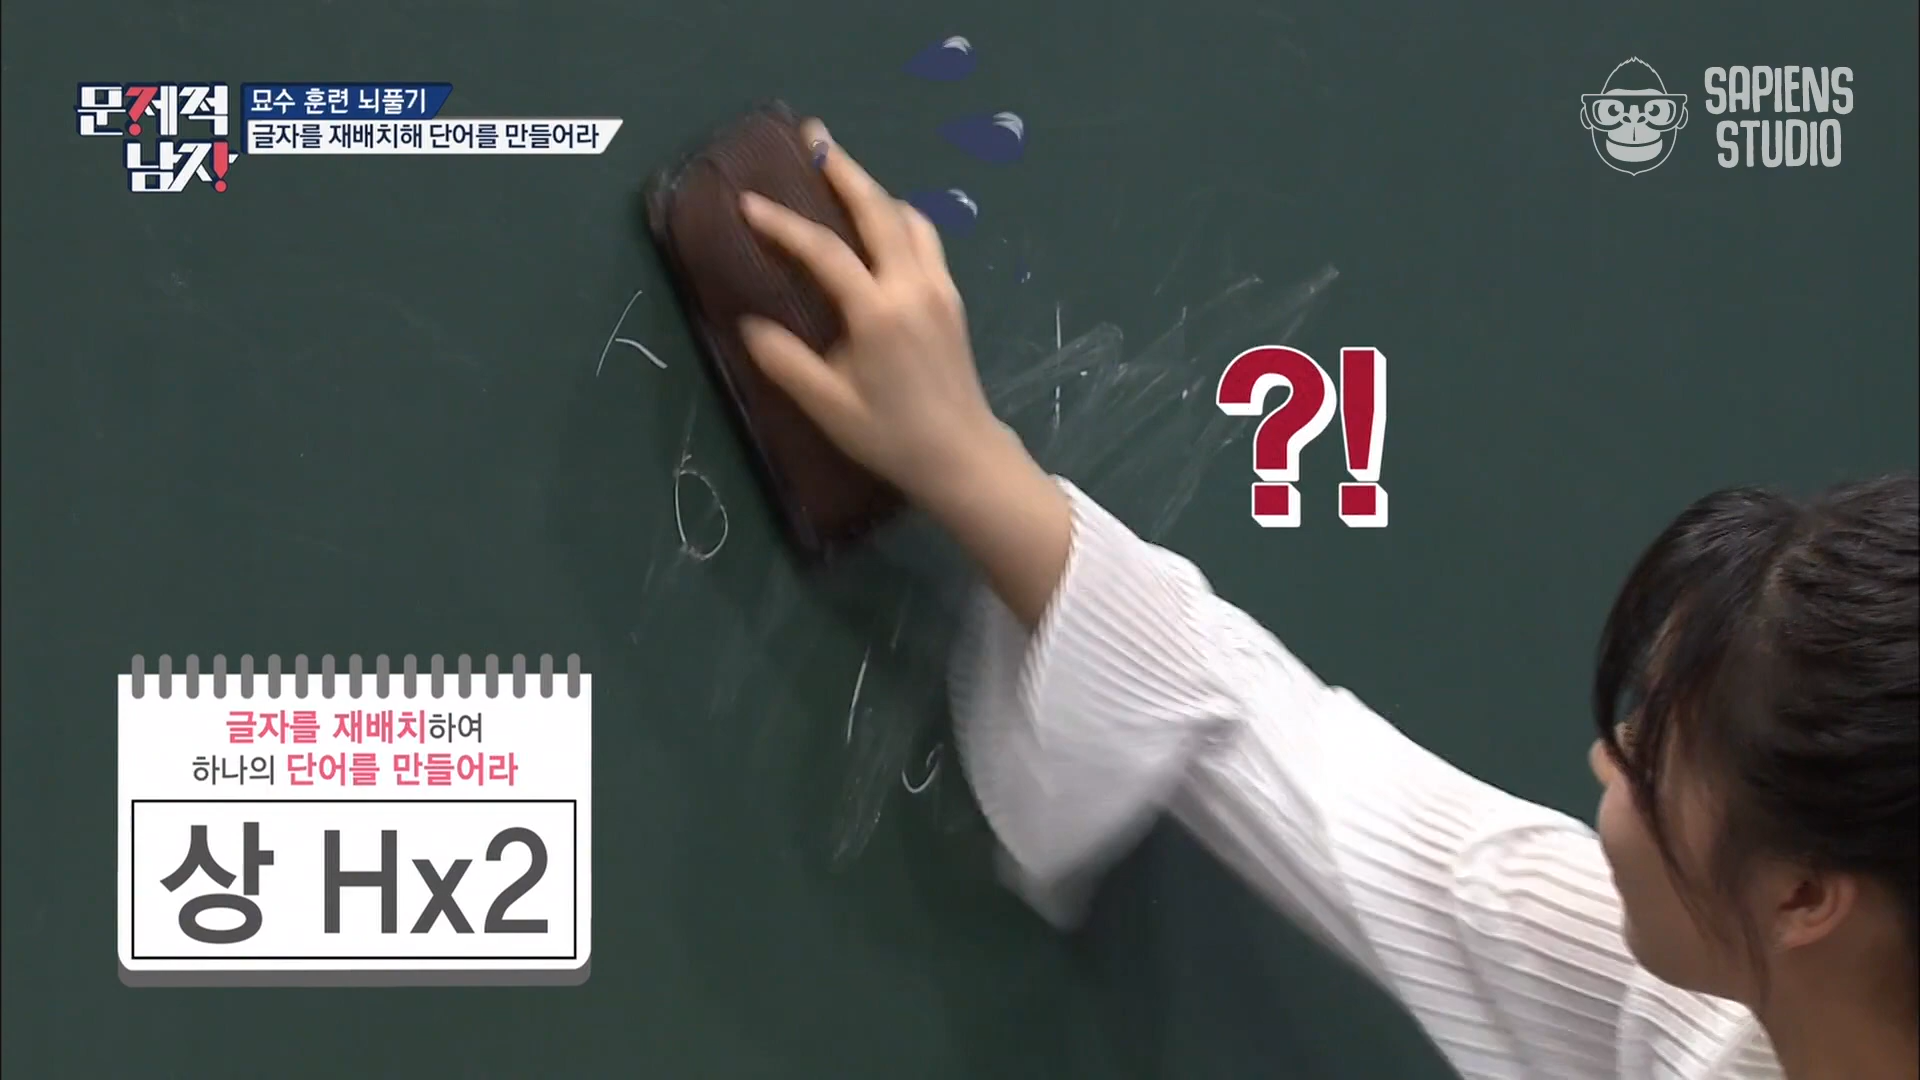 문제적
남자
묘수 훈련 뇌풀기
글자를 재배치해 단어를 만들어라
SAPIENS
STUDIO
?!
글자를 재배치하여
하나의 단어를 만들어라
상 Hx2